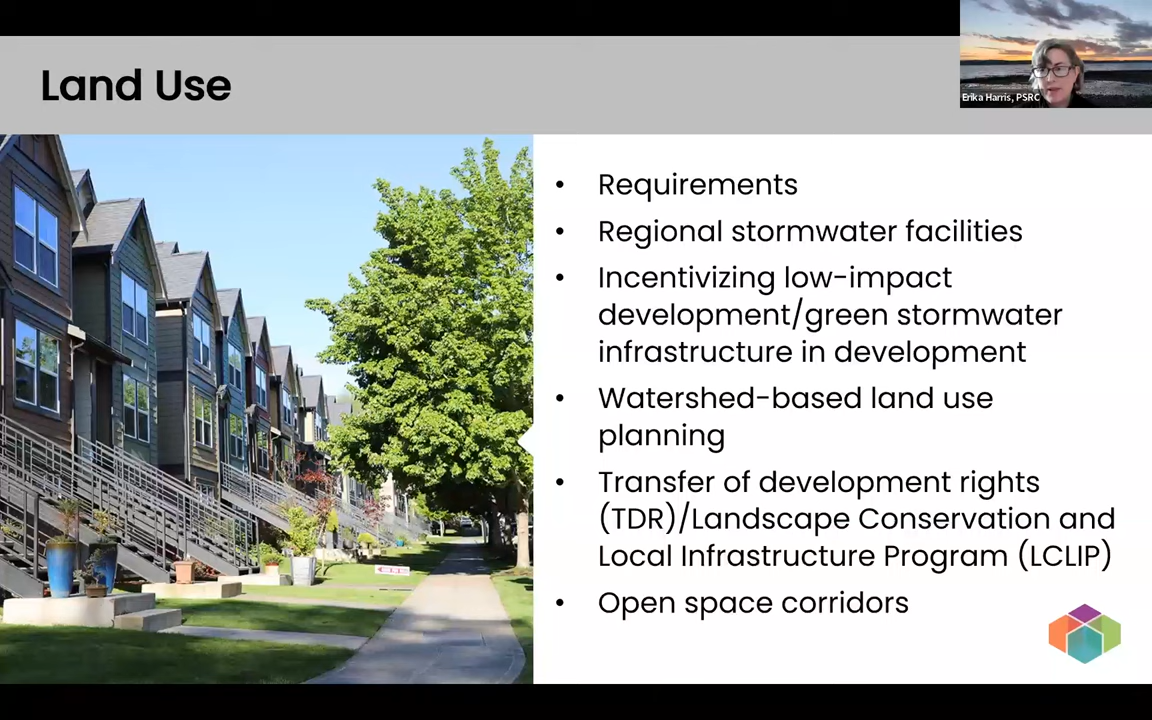 Land Use
Erika Harris, PSRC
• Requirements
• Regional stormwater facilities
• Incentivizing low-impact
development/green stormwater
infrastructure in development
• Watershed-based land use
planning
• Transfer of development rights
(TDR)/Landscape Conservation and
Local Infrastructure Program (LCLIP)
• Open space corridors